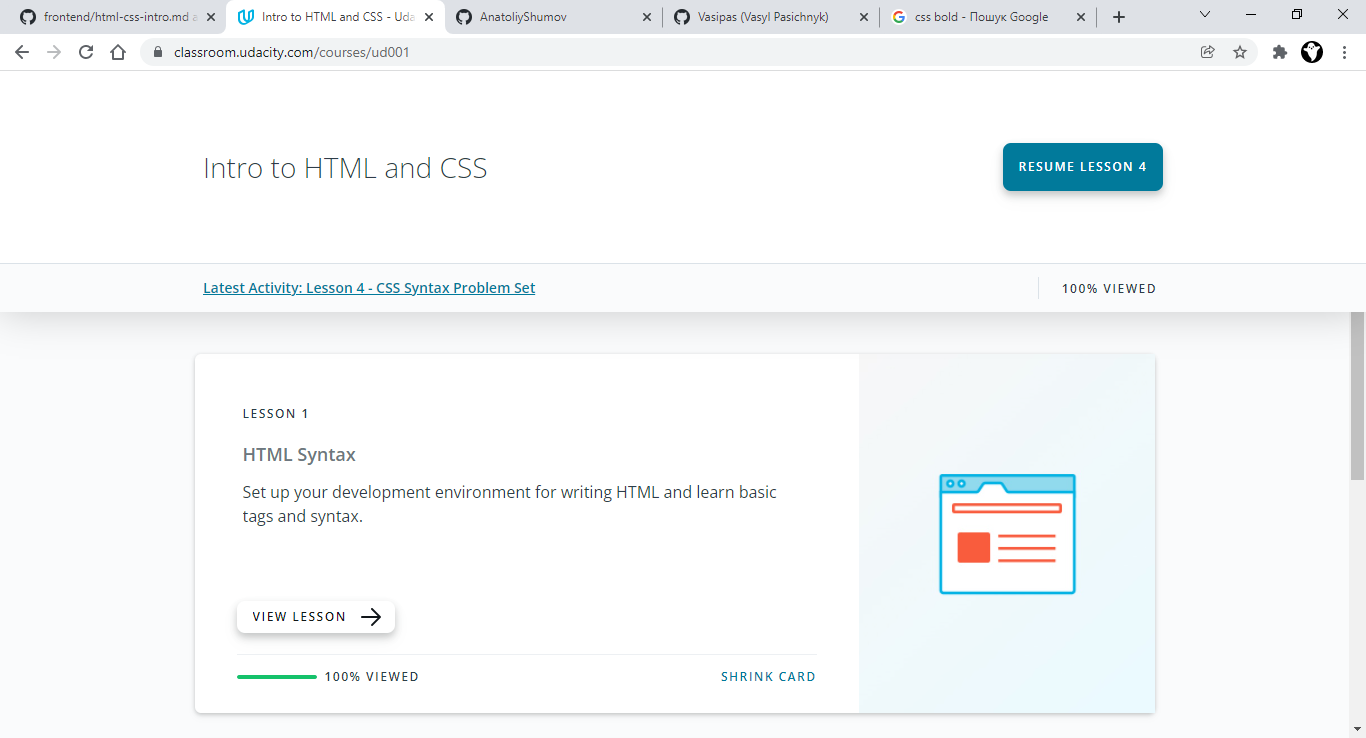 frontend/html-css-intro.md a
Intro to HTML and CSS - Uda
AnatoliyShumov
Vasipas (Vasyl Pasichnyk)
css bold - Пошук Google
classroom.udacity.com/courses/ud001
Intro to HTML and CSS
RESUME LESSON 4
Latest Activity: Lesson 4 - CSS Syntax Problem Set
100% VIEWED
LESSON 1
HTML Syntax
Set up your development environment for writing HTML and learn basic
tags and syntax.
VIEW LESSON
100% VIEWED
SHRINK CARD